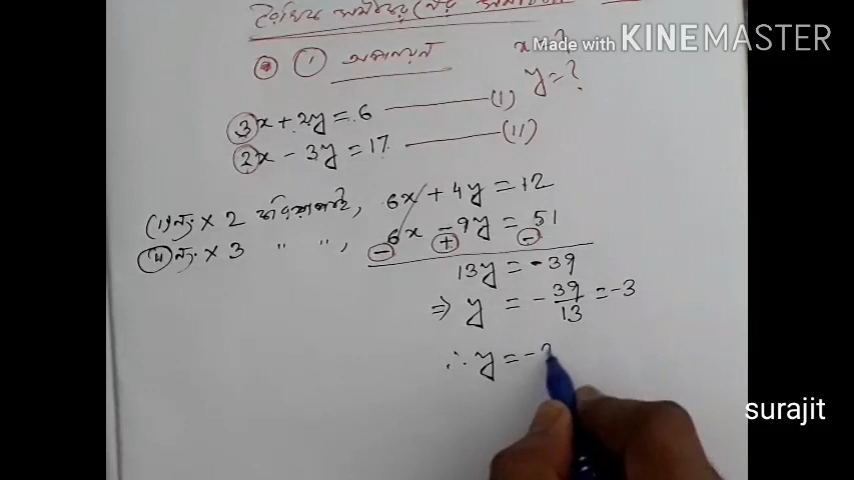 ① অপনয়ন
x = ?
Made with KINEMASTER
y = ?
3x + 2y = 6 —— (I)
2x - 3y = 17 —— (II)
(I) নং × 2 করিয়া পাই, 6x + 4y = 12
(II) নং × 3 " " , 6x - 9y = 51
- + -
13y = -39
⇒ y = - 39/13 = -3
∴ y = -3
surajit